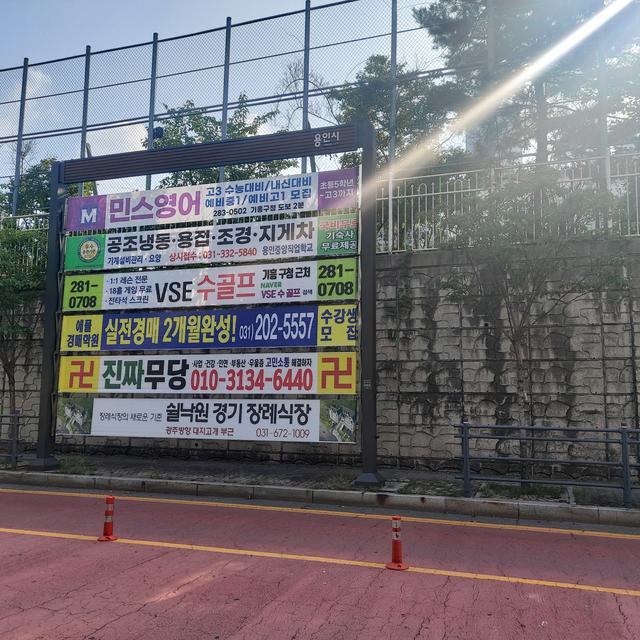 용인시
M 민스영어 고3 수능대비/내신대비
예비중1/예비고1 모집
283-0502 기흥구청 도보 2분
초등5학년
~고3까지
공조냉동·용접·조경·지게차
기계설비관리·요양 상시접수: 031-332-5840 용인중앙직업학교
기숙사
무료제공
281-
0708
·1:1 레슨 전문
·18홀 게임 무료
·전타석 스크린
VSE 수골프
기흥 구청 근처
NAVER
VSE 수골프 검색
281-
0708
애플
경매학원
실전경매 2개월완성! 031) 202-5557
수강생
모 집
卍 진짜무당
·사업·건강·인연·부동산·우울증 고민소통 해결하자
010-3134-6440 卍
장례식장의 새로운 기준 쉴낙원 경기 장례식장
광주방향 대지고개 부근 031-672-1009